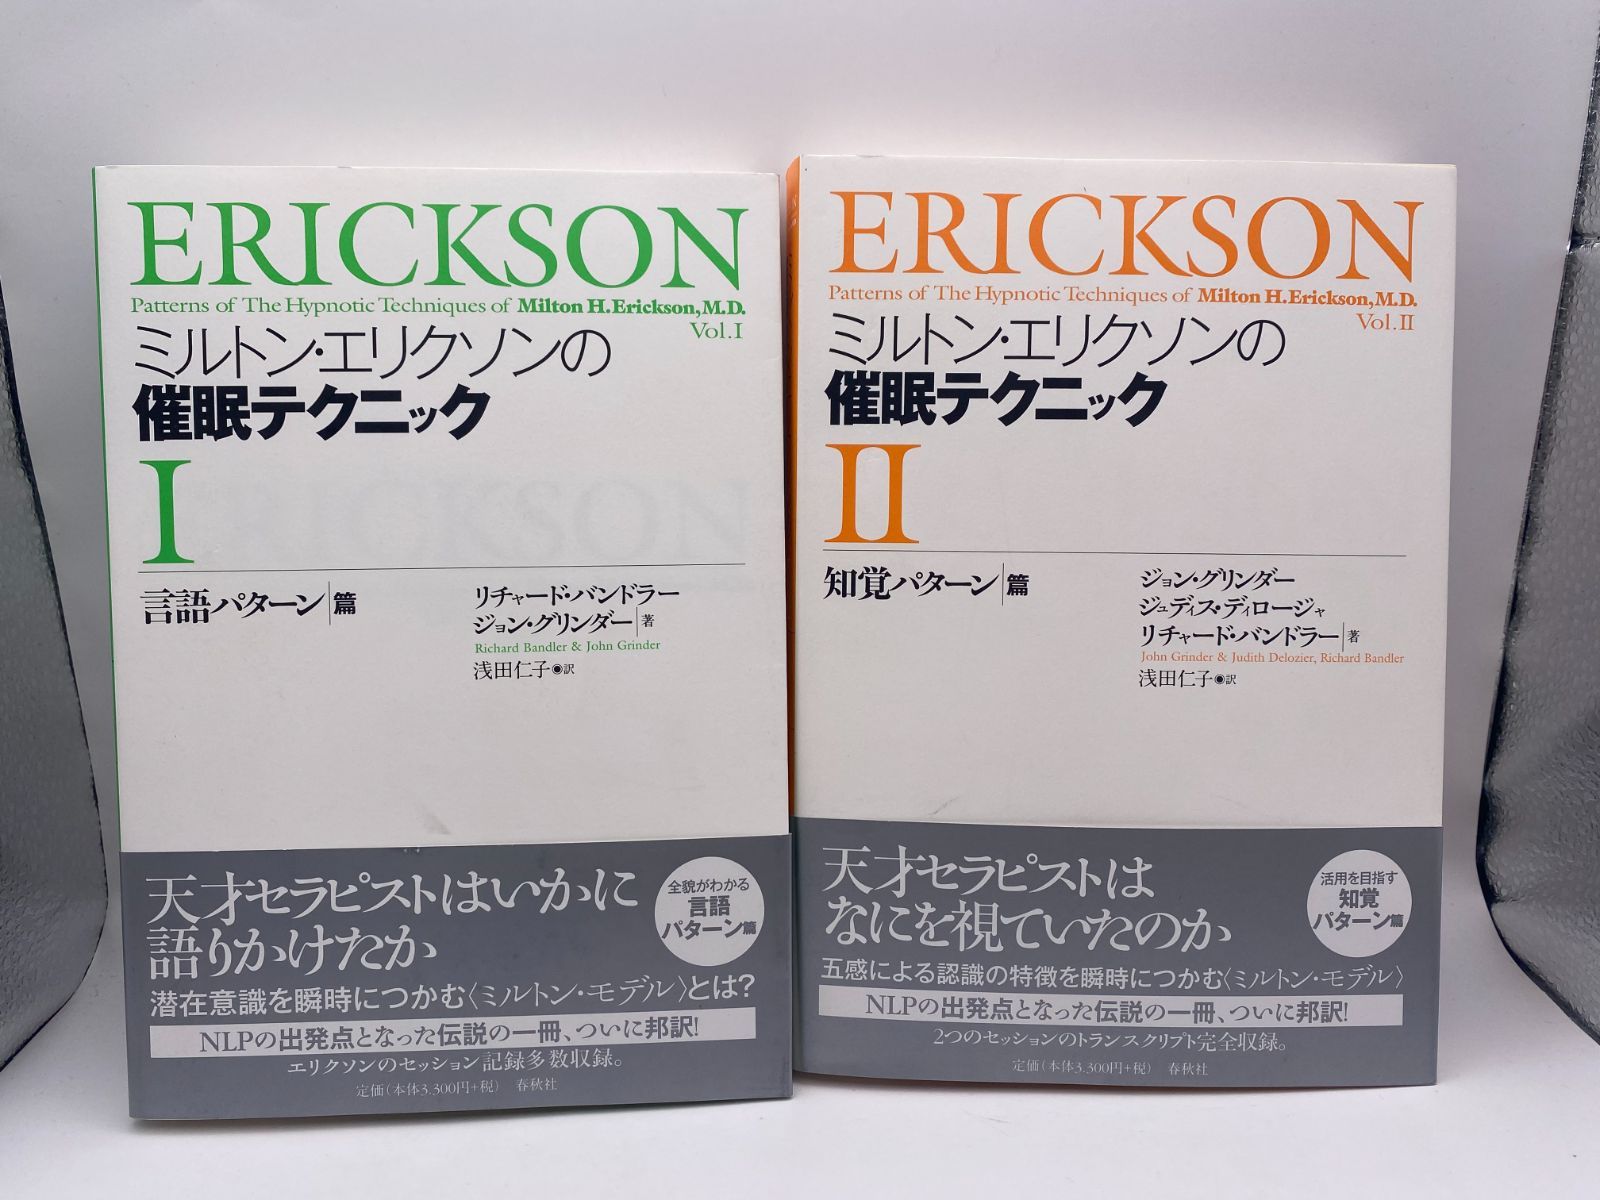 ERICKSON
Patterns of The Hypnotic Techniques of Milton H. Erickson, M.D.
Vol.I
ミルトン・エリクソンの
催眠テクニック
I
言語パターン篇
リチャード・バンドラー
ジョン・グリンダー 著
Richard Bandler & John Grinder
浅田仁子◉訳
天才セラピストはいかに
語りかけたか
全貌がわかる
言語
パターン篇
潜在意識を瞬時につかむ〈ミルトン・モデル〉とは?
NLPの出発点となった伝説の一冊、ついに邦訳!
エリクソンのセッション記録多数収録。
定価(本体3,300円+税) 春秋社
ERICKSON
Patterns of The Hypnotic Techniques of Milton H. Erickson, M.D.
Vol.II
ミルトン・エリクソンの
催眠テクニック
II
知覚パターン篇
ジョン・グリンダー
ジュディス・ディロージャ
リチャード・バンドラー 著
John Grinder & Judith Delozier, Richard Bandler
浅田仁子◉訳
天才セラピストは
なにを視ていたのか
活用を目指す
知覚
パターン篇
五感による認識の特徴を瞬時につかむ〈ミルトン・モデル〉
NLPの出発点となった伝説の一冊、ついに邦訳!
2つのセッションのトランスクリプト完全収録。
定価(本体3,300円+税) 春秋社